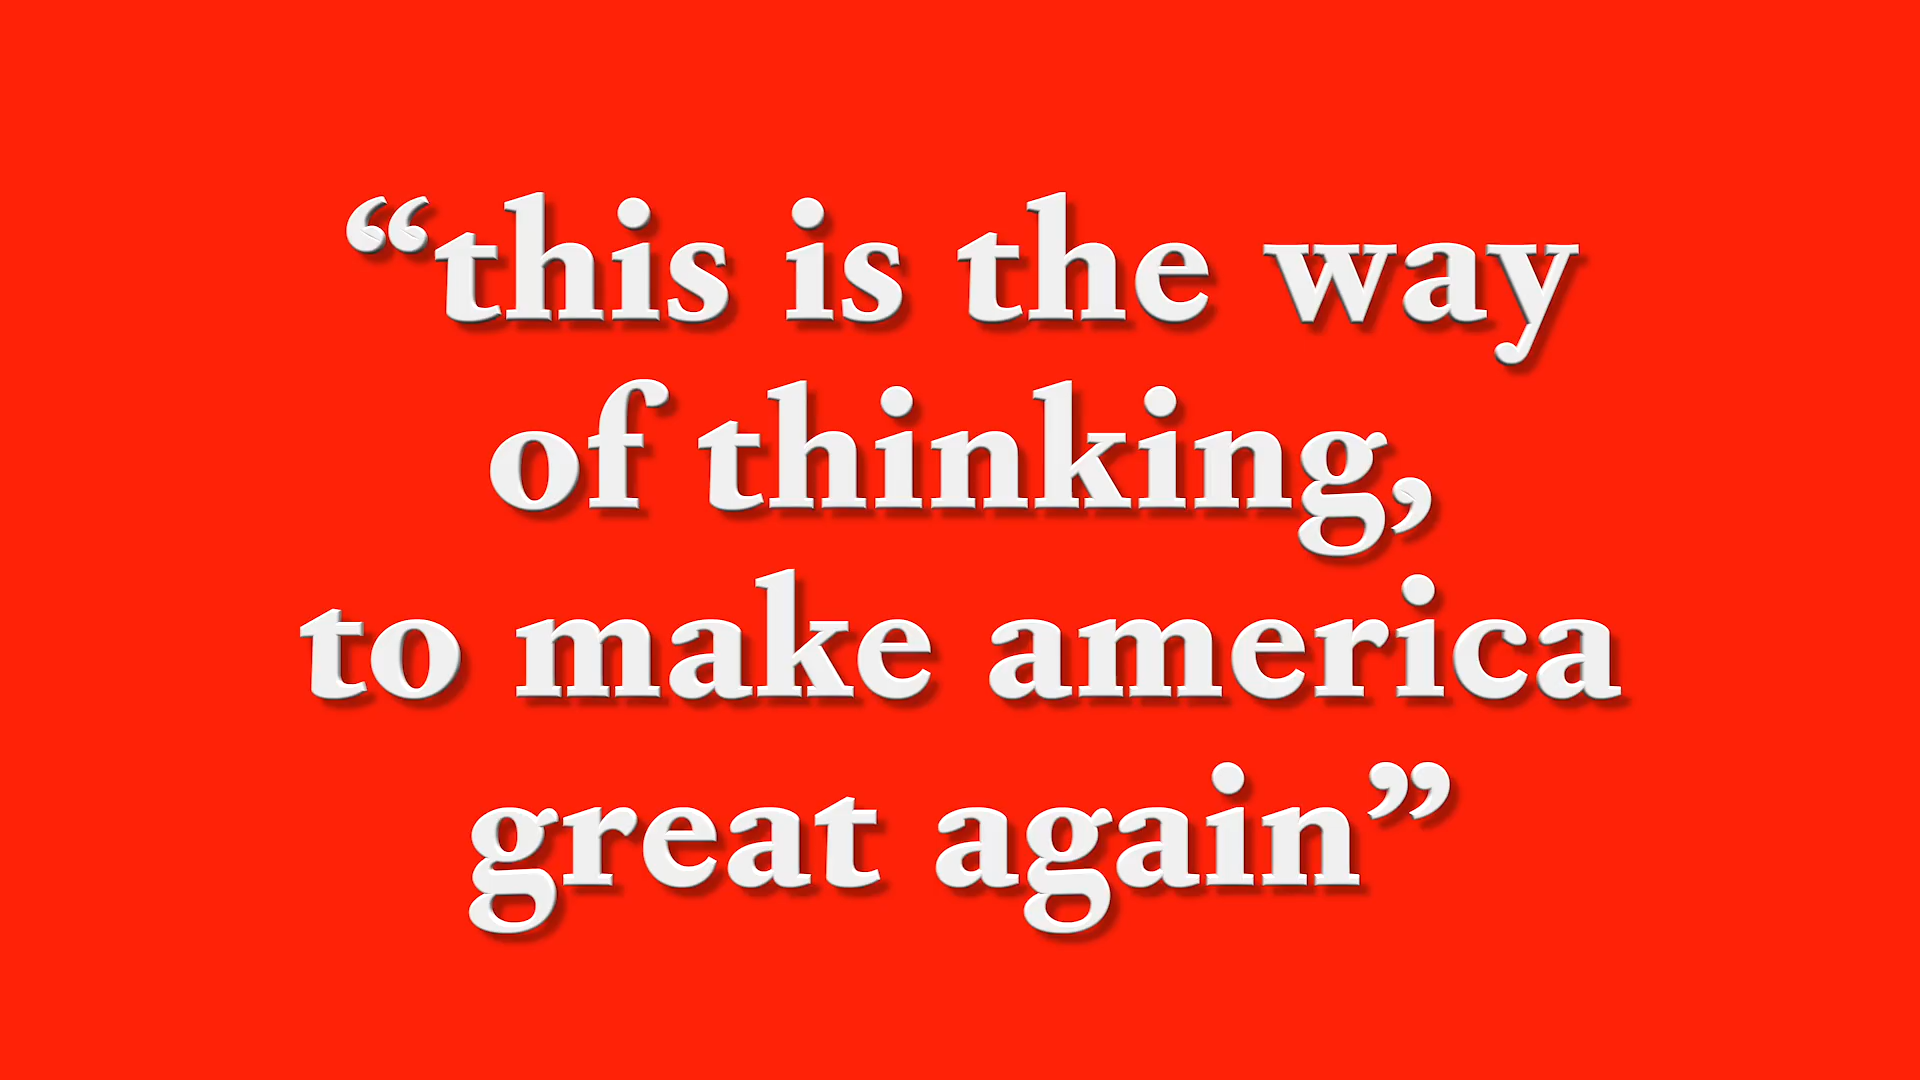 “this is the way
of thinking,
to make america
great again”